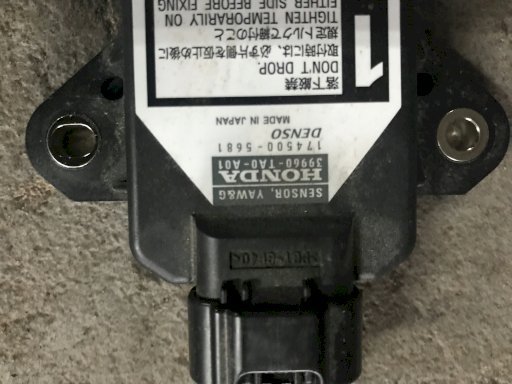 SENSOR, YAW&G
HONDA
39960-TA0-A01
174500-5681
DENSO
MADE IN JAPAN
1
落下厳禁
DON'T DROP.
取付時には、必ず片側を仮止め後に
規定トルクで締付のこと
TIGHTEN TEMPORARILY ON
EITHER SIDE BEFORE FIXING